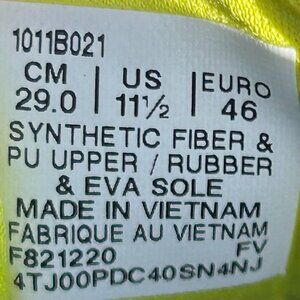 1011B021
CM | US | EURO
29.0 | 11½ | 46
SYNTHETIC FIBER &
PU UPPER / RUBBER
& EVA SOLE
MADE IN VIETNAM
FABRIQUE AU VIETNAM
F821220 FV
4TJ00PDC40SN4NJ